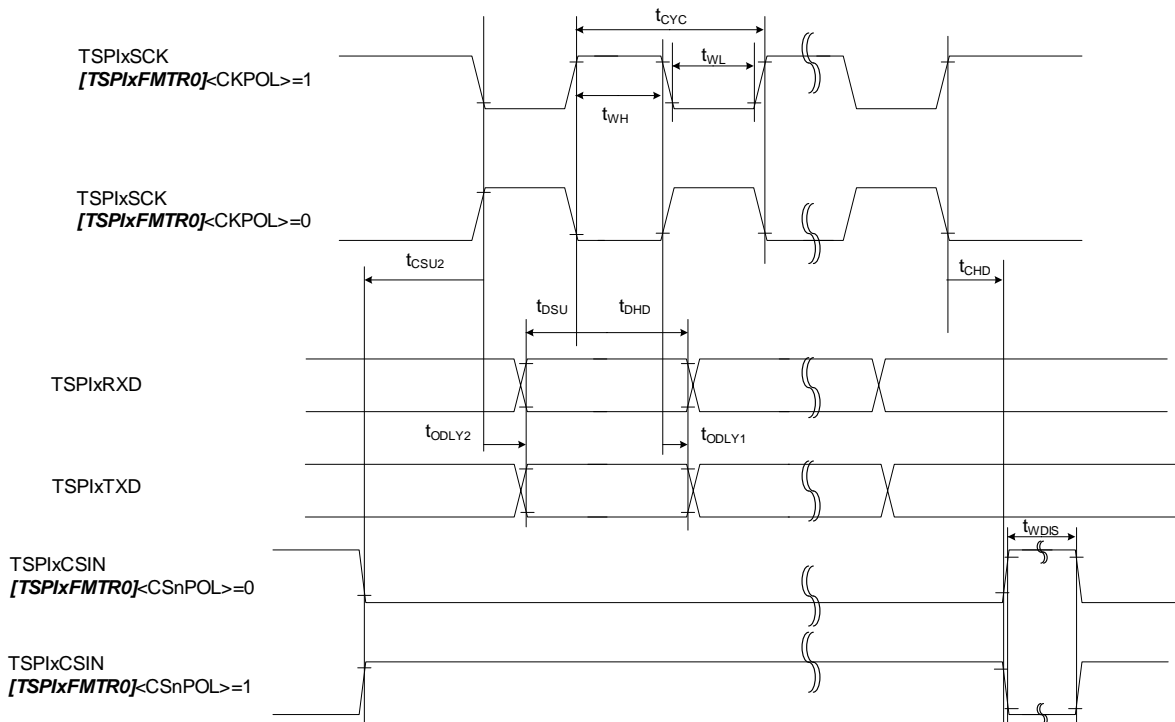 tCYC
TSPIxSCK
[TSPIxFMTR0]<CKPOL>=1
tWL
tWH
TSPIxSCK
[TSPIxFMTR0]<CKPOL>=0
tCSU2
tCHD
tDSU
tDHD
TSPIxRXD
tODLY2
tODLY1
TSPIxTXD
tWDIS
TSPIxCSIN
[TSPIxFMTR0]<CSnPOL>=0
TSPIxCSIN
[TSPIxFMTR0]<CSnPOL>=1